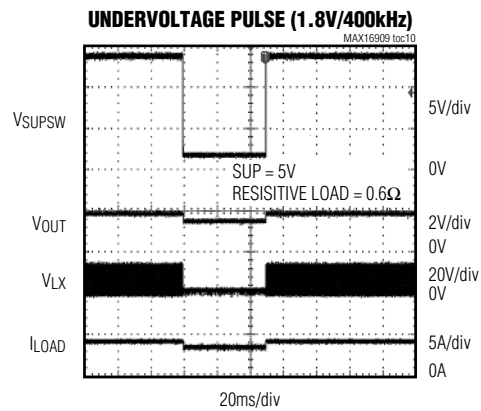 UNDERVOLTAGE PULSE (1.8V/400kHz)
MAX16909 toc10
VSUPSW
5V/div
0V
SUP = 5V
RESISITIVE LOAD = 0.6Ω
VOUT
2V/div
0V
VLX
20V/div
0V
ILOAD
5A/div
0A
20ms/div